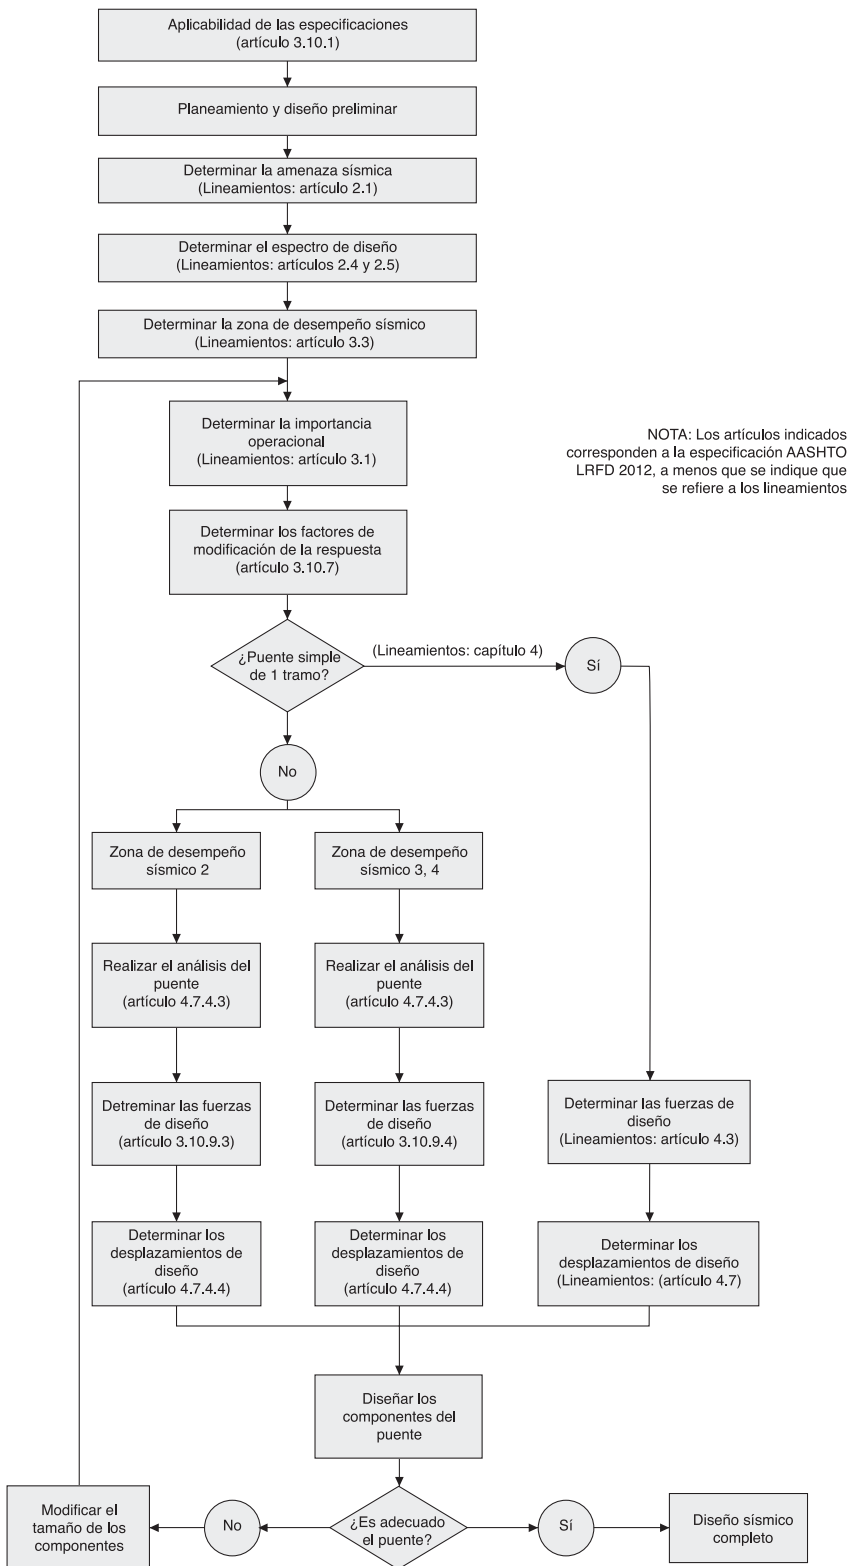 Aplicabilidad de las especificaciones
(artículo 3.10.1)
Planeamiento y diseño preliminar
Determinar la amenaza sísmica
(Lineamientos: artículo 2.1)
Determinar el espectro de diseño
(Lineamientos: artículos 2.4 y 2.5)
Determinar la zona de desempeño sísmico
(Lineamientos: artículo 3.3)
Determinar la importancia
operacional
(Lineamientos: artículo 3.1)
NOTA: Los artículos indicados
corresponden a la especificación AASHTO
LRFD 2012, a menos que se indique que
se refiere a los lineamientos
Determinar los factores de
modificación de la respuesta
(artículo 3.10.7)
¿Puente simple
de 1 tramo?
(Lineamientos: capítulo 4)
Sí
No
Zona de desempeño
sísmico 2
Zona de desempeño
sísmico 3, 4
Realizar el análisis del
puente
(artículo 4.7.4.3)
Realizar el análisis del
puente
(artículo 4.7.4.3)
Detreminar las fuerzas
de diseño
(artículo 3.10.9.3)
Determinar las fuerzas
de diseño
(artículo 3.10.9.4)
Determinar las fuerzas de
diseño
(Lineamientos: artículo 4.3)
Determinar los
desplazamientos de
diseño
(artículo 4.7.4.4)
Determinar los
desplazamientos de
diseño
(artículo 4.7.4.4)
Determinar los
desplazamientos de diseño
(Lineamientos: (artículo 4.7)
Diseñar los
componentes del
puente
Modificar el
tamaño de los
componentes
No
¿Es adecuado
el puente?
Sí
Diseño sísmico
completo